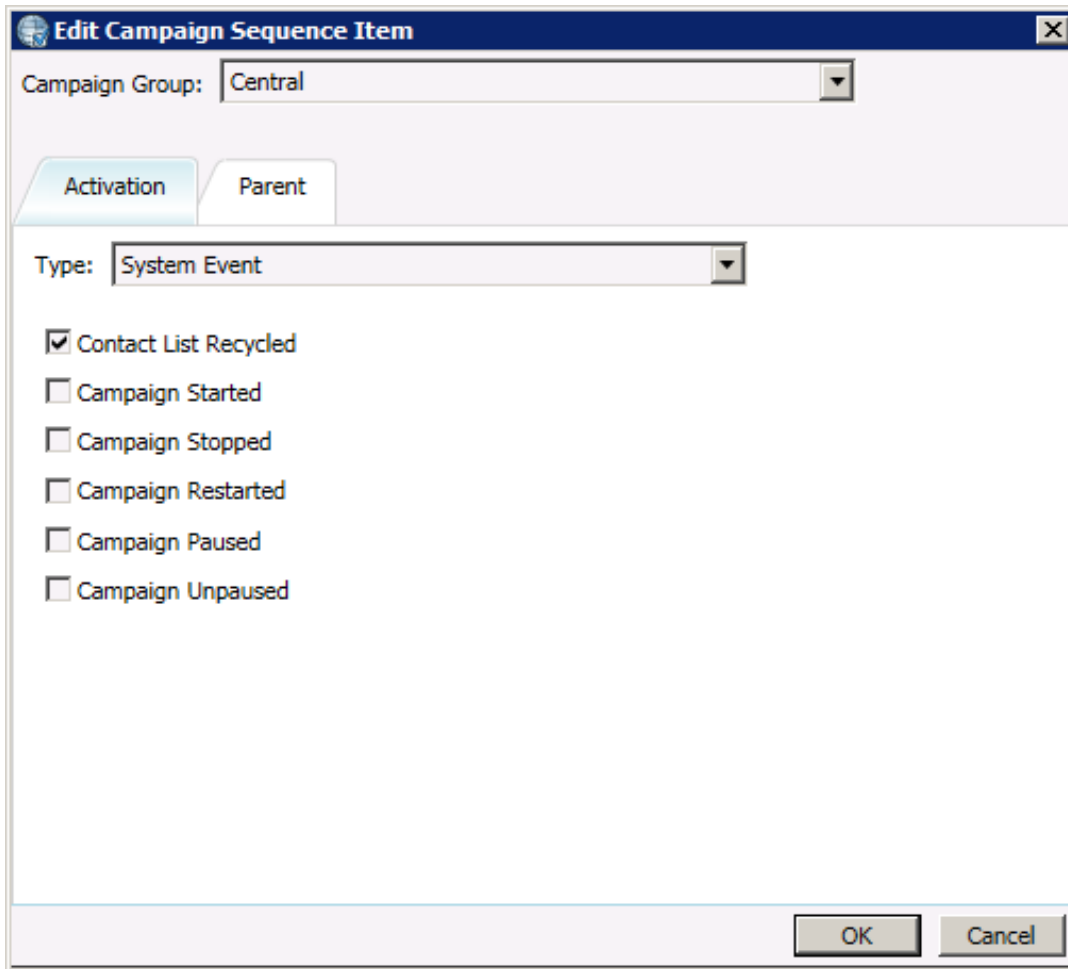 Edit Campaign Sequence Item
Campaign Group: Central
Activation Parent
Type: System Event
Contact List Recycled
Campaign Started
Campaign Stopped
Campaign Restarted
Campaign Paused
Campaign Unpaused
OK Cancel